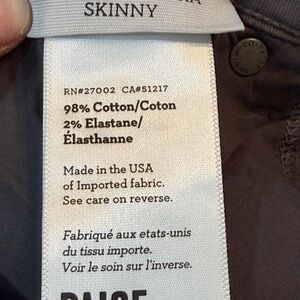 SKINNY
RN#27002 CA#51217
98% Cotton/Coton
2% Elastane/
Élasthanne
Made in the USA
of Imported fabric.
See care on reverse.
Fabriqué aux etats-unis
du tissu importe.
Voir le soin sur l'inverse.
PAIGE